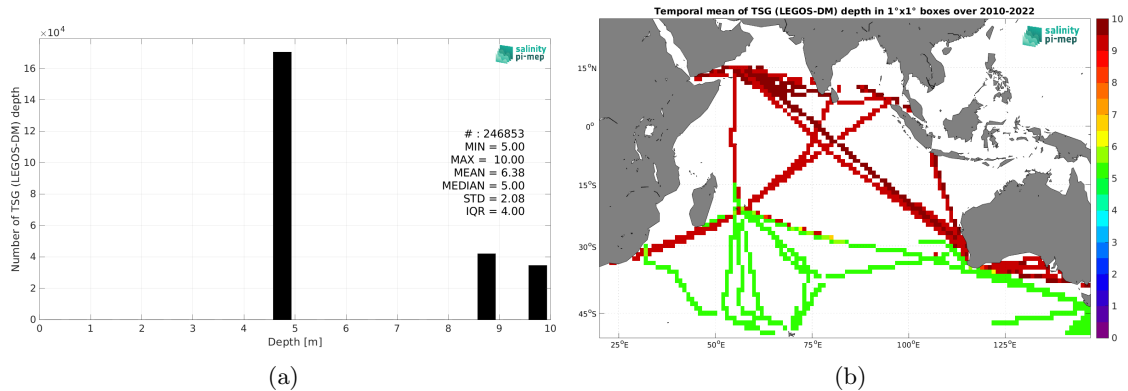 ×10⁴
salinity
pi-mep
Number of TSG (LEGOS-DM) depth
16
14
12
10
8
6
4
2
0
# : 246853
MIN = 5.00
MAX = 10.00
MEAN = 6.38
MEDIAN = 5.00
STD = 2.08
IQR = 4.00
0 1 2 3 4 5 6 7 8 9 10
Depth [m]
(a)
Temporal mean of TSG (LEGOS-DM) depth in 1°x1° boxes over 2010-2022
salinity
pi-mep
15°N
0°
15°S
30°S
45°S
25°E 50°E 75°E 100°E 125°E
10
9
8
7
6
5
4
3
2
1
0
(b)